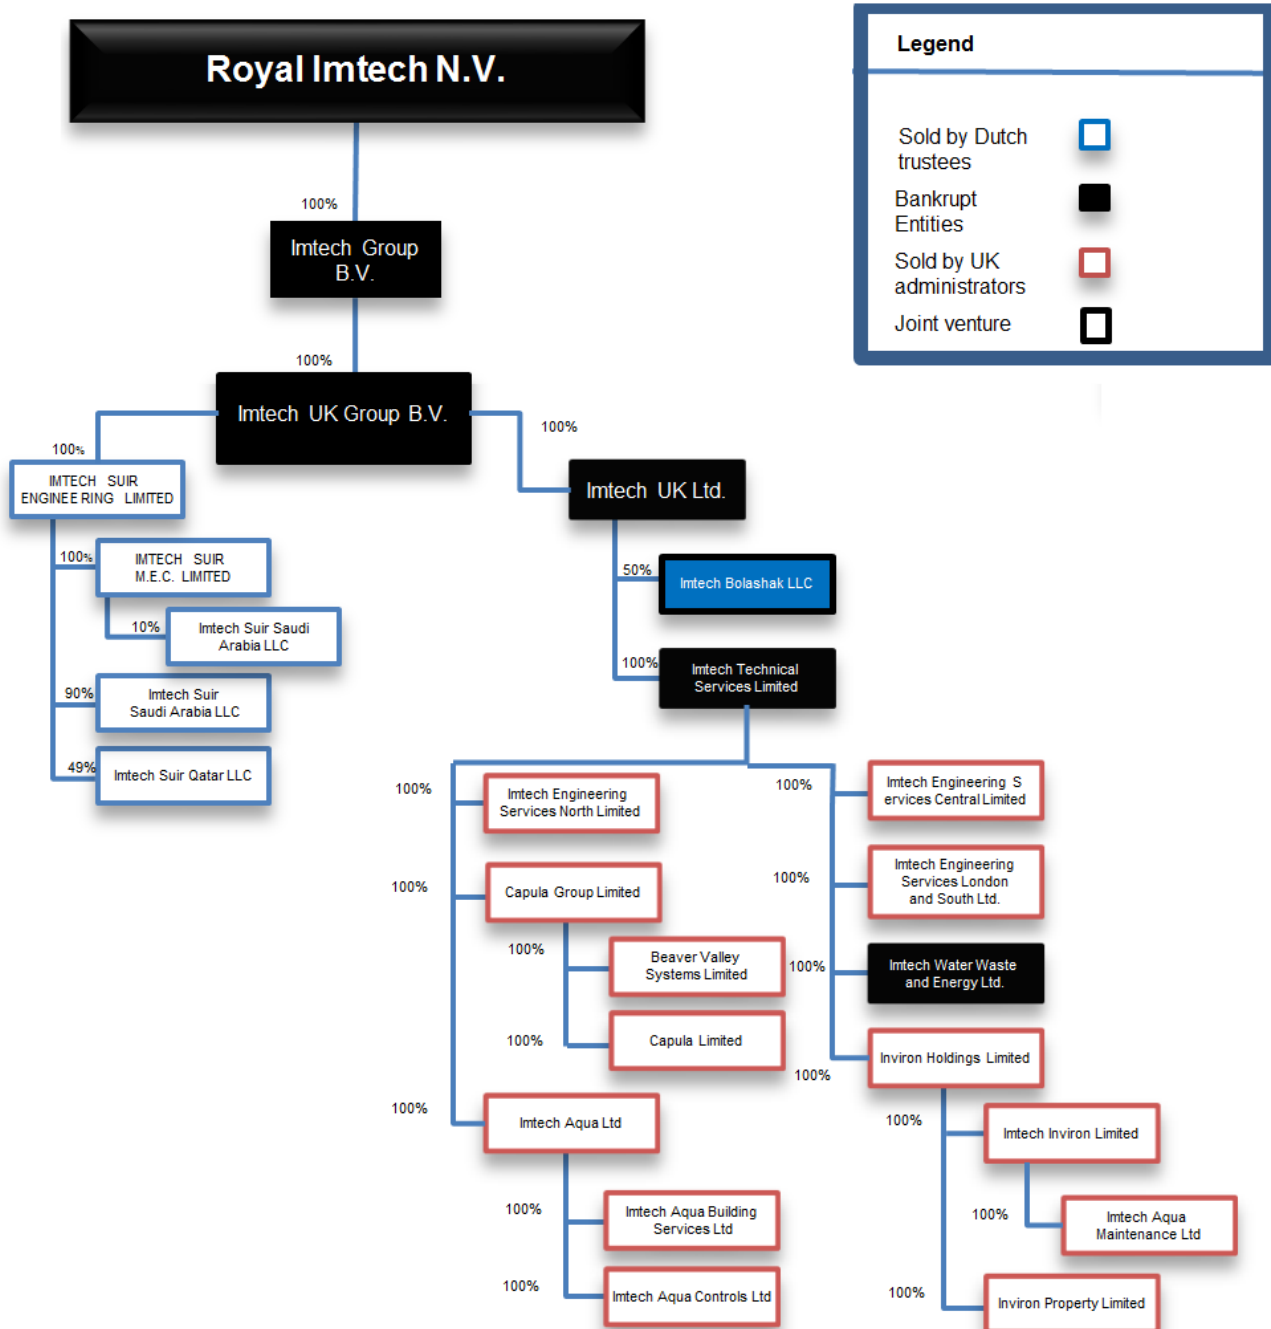 Royal Imtech N.V.
Legend
Sold by Dutch
trustees
Bankrupt
Entities
Sold by UK
administrators
Joint venture
100%
Imtech Group
B.V.
100%
Imtech UK Group B.V.
100%
100%
IMTECH SUIR
ENGINEERING LIMITED
Imtech UK Ltd.
100%
IMTECH SUIR
M.E.C. LIMITED
50%
Imtech Bolashak LLC
10%
Imtech Suir Saudi
Arabia LLC
100%
Imtech Technical
Services Limited
90%
Imtech Suir
Saudi Arabia LLC
49%
Imtech Suir Qatar LLC
100%
Imtech Engineering
Services North Limited
100%
Imtech Engineering S
ervices Central Limited
100%
Capula Group Limited
100%
Imtech Engineering
Services London
and South Ltd.
100%
Beaver Valley
Systems Limited
100%
Imtech Water Waste
and Energy Ltd.
100%
Capula Limited
100%
Inviron Holdings Limited
100%
Imtech Aqua Ltd
100%
Imtech Inviron Limited
100%
Imtech Aqua Building
Services Ltd
100%
Imtech Aqua
Maintenance Ltd
100%
Imtech Aqua Controls Ltd
100%
Inviron Property Limited